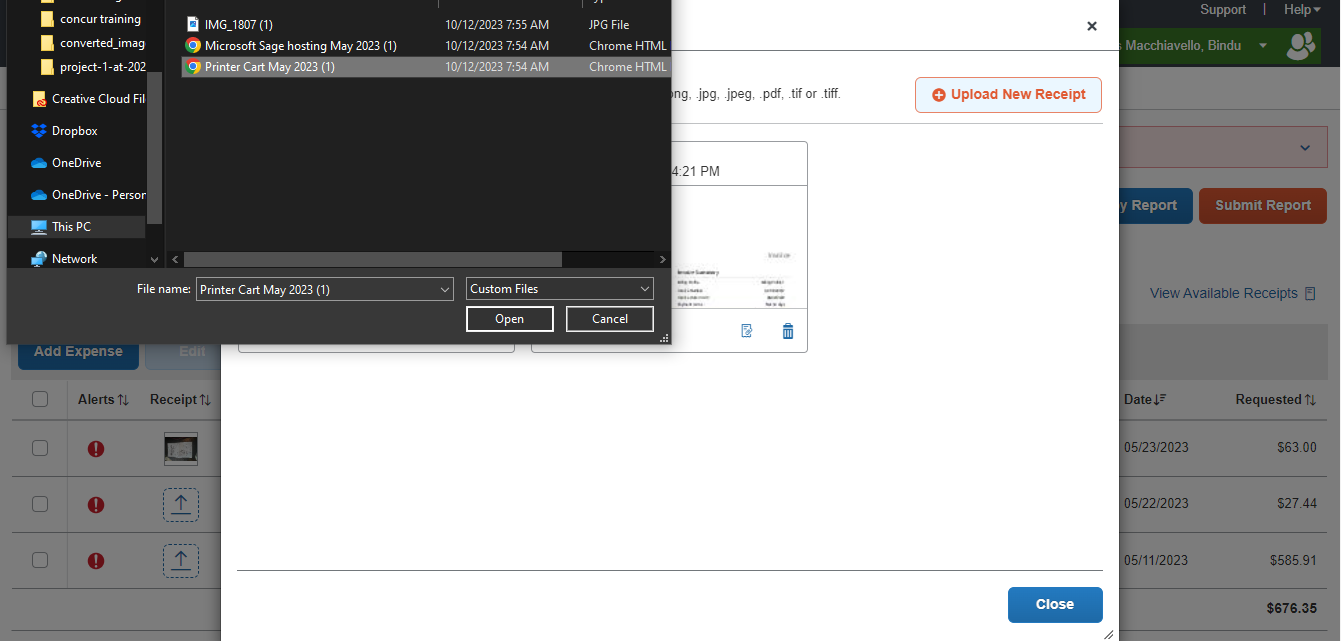 concur training
converted_imag
project-1-at-202
Creative Cloud Fil
Dropbox
OneDrive
OneDrive - Person
This PC
Network
IMG_1807 (1) 10/12/2023 7:55 AM JPG File
Microsoft Sage hosting May 2023 (1) 10/12/2023 7:54 AM Chrome HTML
Printer Cart May 2023 (1) 10/12/2023 7:54 AM Chrome HTML
File name: Printer Cart May 2023 (1) Custom Files
Open Cancel
Support | Help
Macchiavello, Bindu
.jpg, .jpeg, .pdf, .tif or .tiff.
Upload New Receipt
4:21 PM
y Report Submit Report
View Available Receipts
Add Expense Edit
Alerts Receipt Date Requested
05/23/2023 $63.00
05/22/2023 $27.44
05/11/2023 $585.91
$676.35
Close